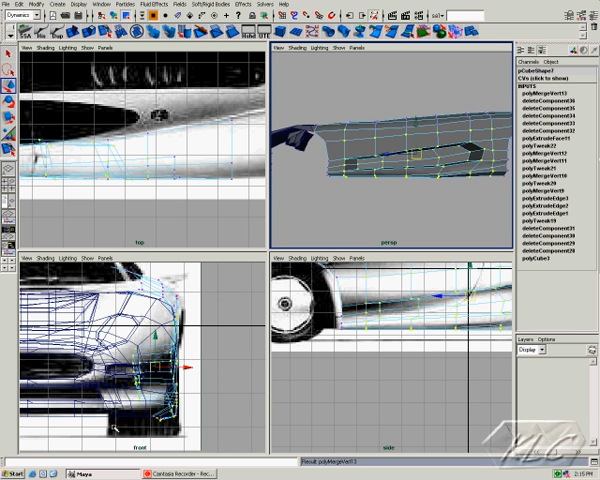 File Edit Modify Create Display Window Particles Fluid Effects Fields Soft/Rigid Bodies Effects Solvers Help
Dynamics
sel
View Shading Lighting Show Panels
top
View Shading Lighting Show Panels
persp
View Shading Lighting Show Panels
front
View Shading Lighting Show Panels
side
Channels Object
pCubeShape7
CVs (click to show)
INPUTS
polyMergeVert13
deleteComponent36
deleteComponent35
deleteComponent34
deleteComponent33
deleteComponent32
polyExtrudeFace11
polyTweak22
polyMergeVert12
polyMergeVert11
polyTweak21
polyMergeVert10
polyTweak20
polyMergeVert9
polyExtrudeEdge3
polyExtrudeEdge2
polyExtrudeEdge1
polyTweak19
deleteComponent31
deleteComponent30
deleteComponent29
deleteComponent28
polyCube3
Layers Options
Display
Result: polyMergeVert13
Start
Maya
Camtasia Recorder - Rec...
2:15 PM